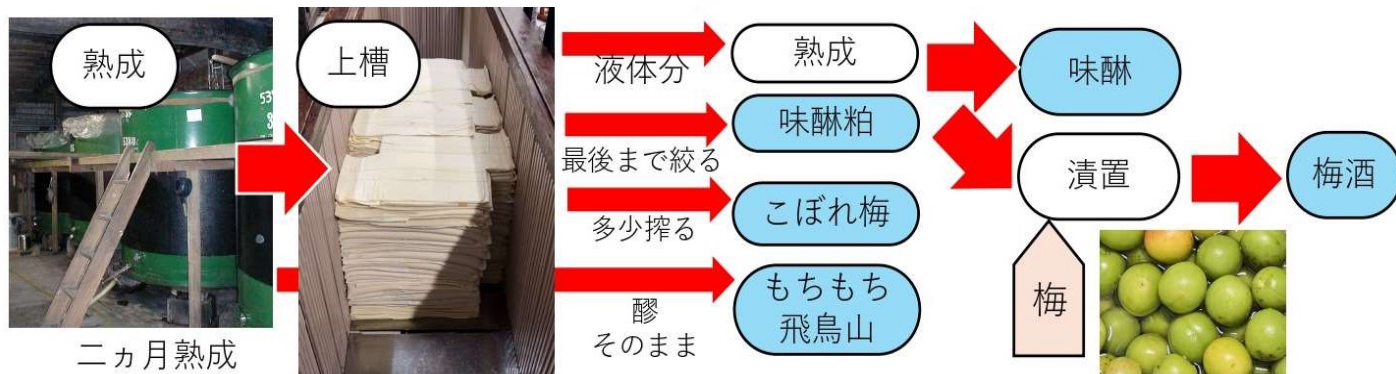 熟成
二ヵ月熟成
上槽
液体分
最後まで絞る
多少搾る
醪
そのまま
熟成
味醂粕
こぼれ梅
もちもち
飛鳥山
味醂
漬置
梅
梅酒